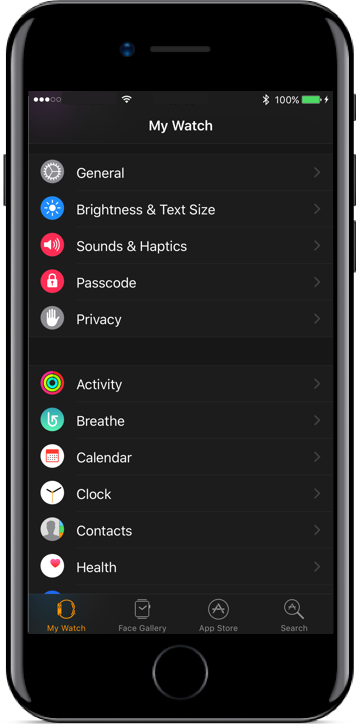 100%
My Watch
General
Brightness & Text Size
Sounds & Haptics
Passcode
Privacy
Activity
Breathe
Calendar
Clock
Contacts
Health
My Watch Face Gallery App Store Search